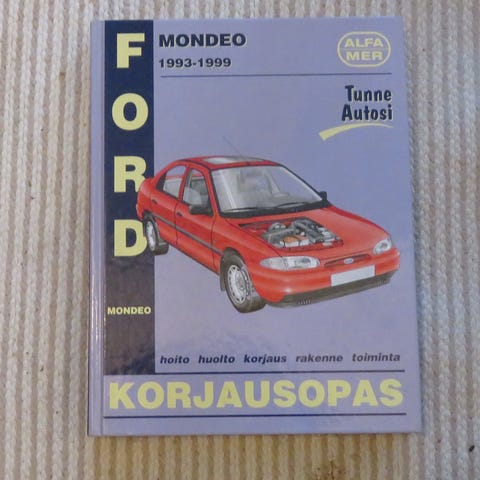 FORD
MONDEO
1993-1999
ALFA
MER
Tunne
Autosi
MONDEO
hoito huolto korjaus rakenne toiminta
KORJAUSOPAS